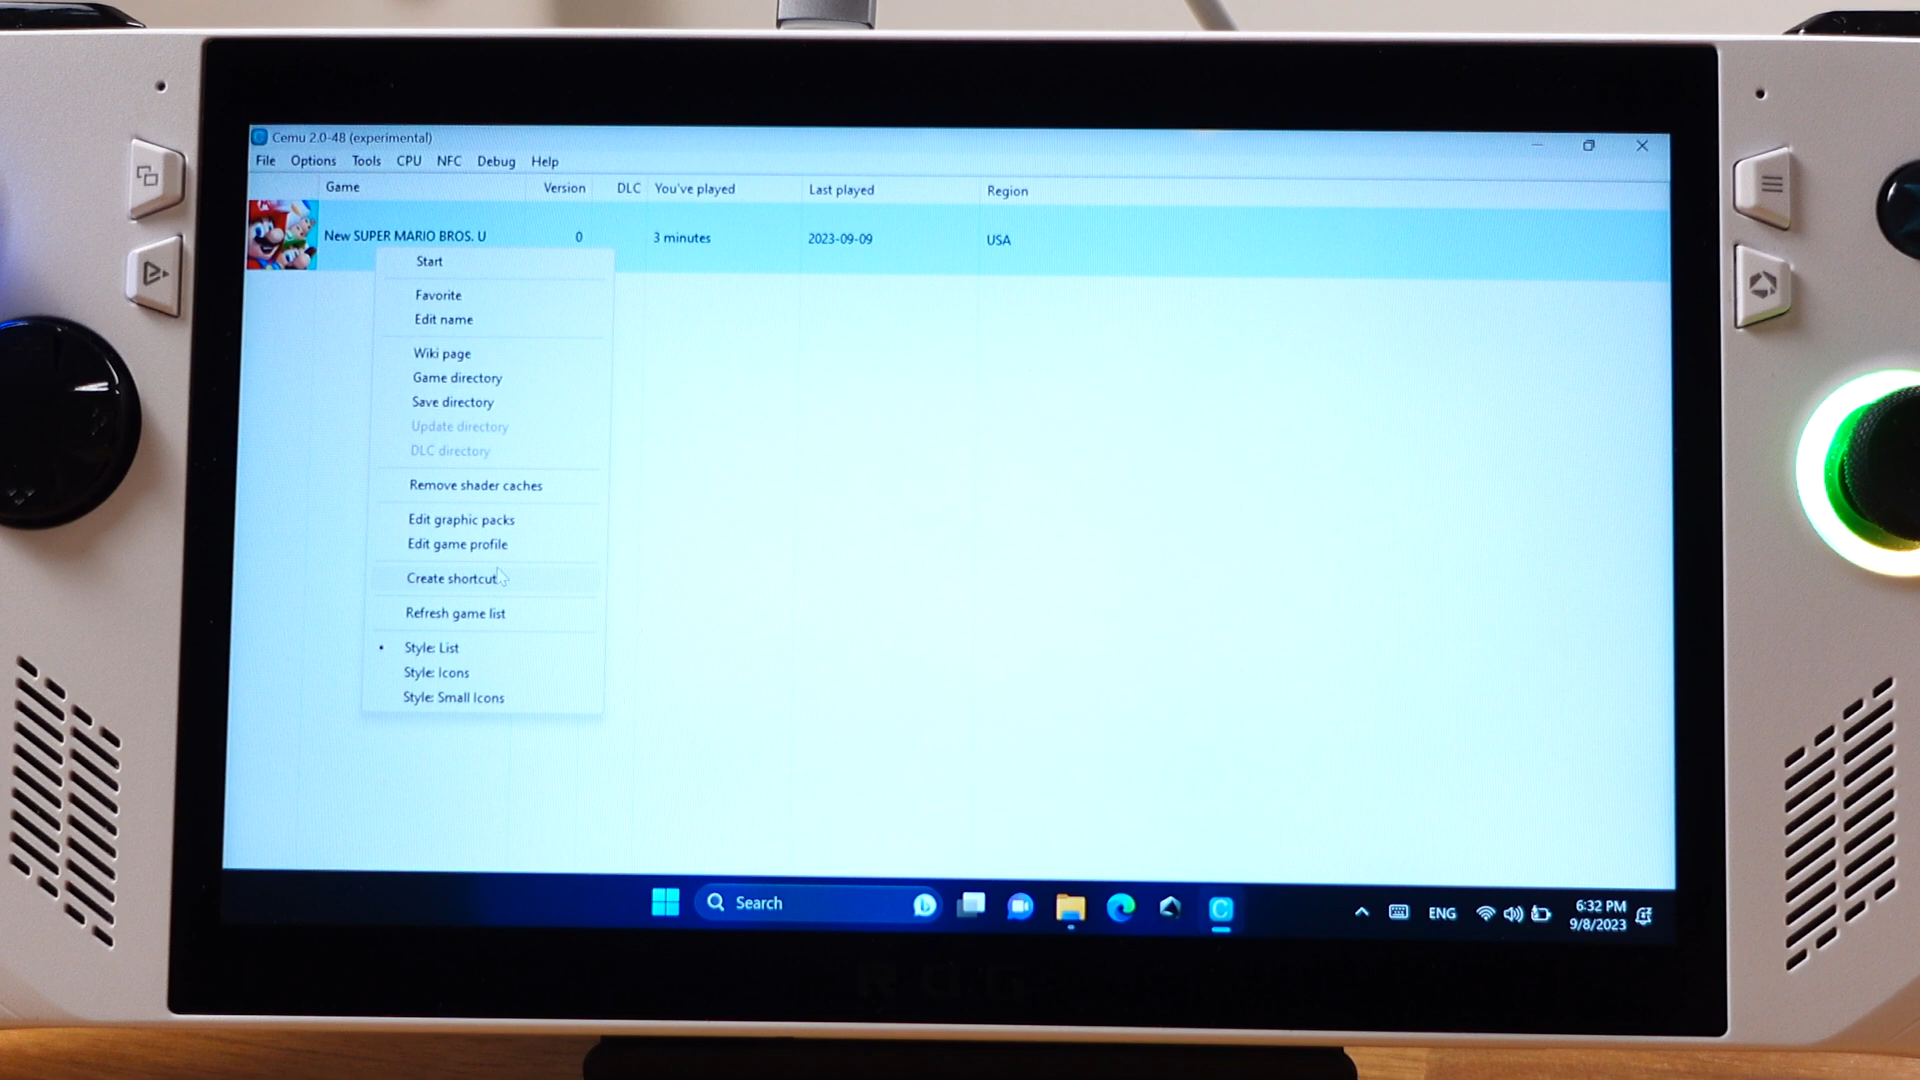 Cemu 2.0-48 (experimental)
File Options Tools CPU NFC Debug Help
Game Version DLC You've played Last played Region
New SUPER MARIO BROS. U 0 3 minutes 2023-09-09 USA
Start
Favorite
Edit name
Wiki page
Game directory
Save directory
Update directory
DLC directory
Remove shader caches
Edit graphic packs
Edit game profile
Create shortcut
Refresh game list
• Style: List
Style: Icons
Style: Small Icons
Search
ENG
6:32 PM
9/8/2023
ROG